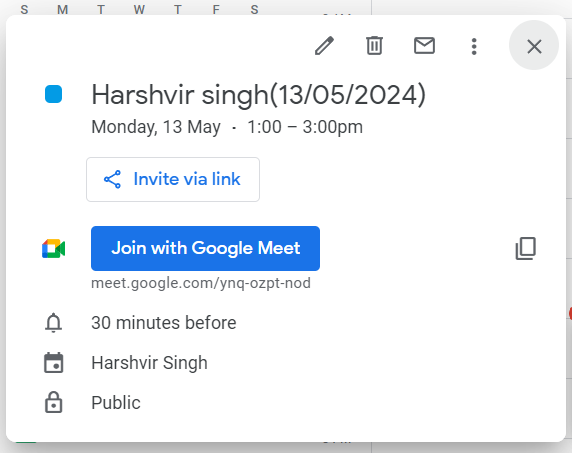 S M T W T F S
Harshvir singh(13/05/2024)
Monday, 13 May · 1:00 – 3:00pm
Invite via link
Join with Google Meet
meet.google.com/ynq-ozpt-nod
30 minutes before
Harshvir Singh
Public